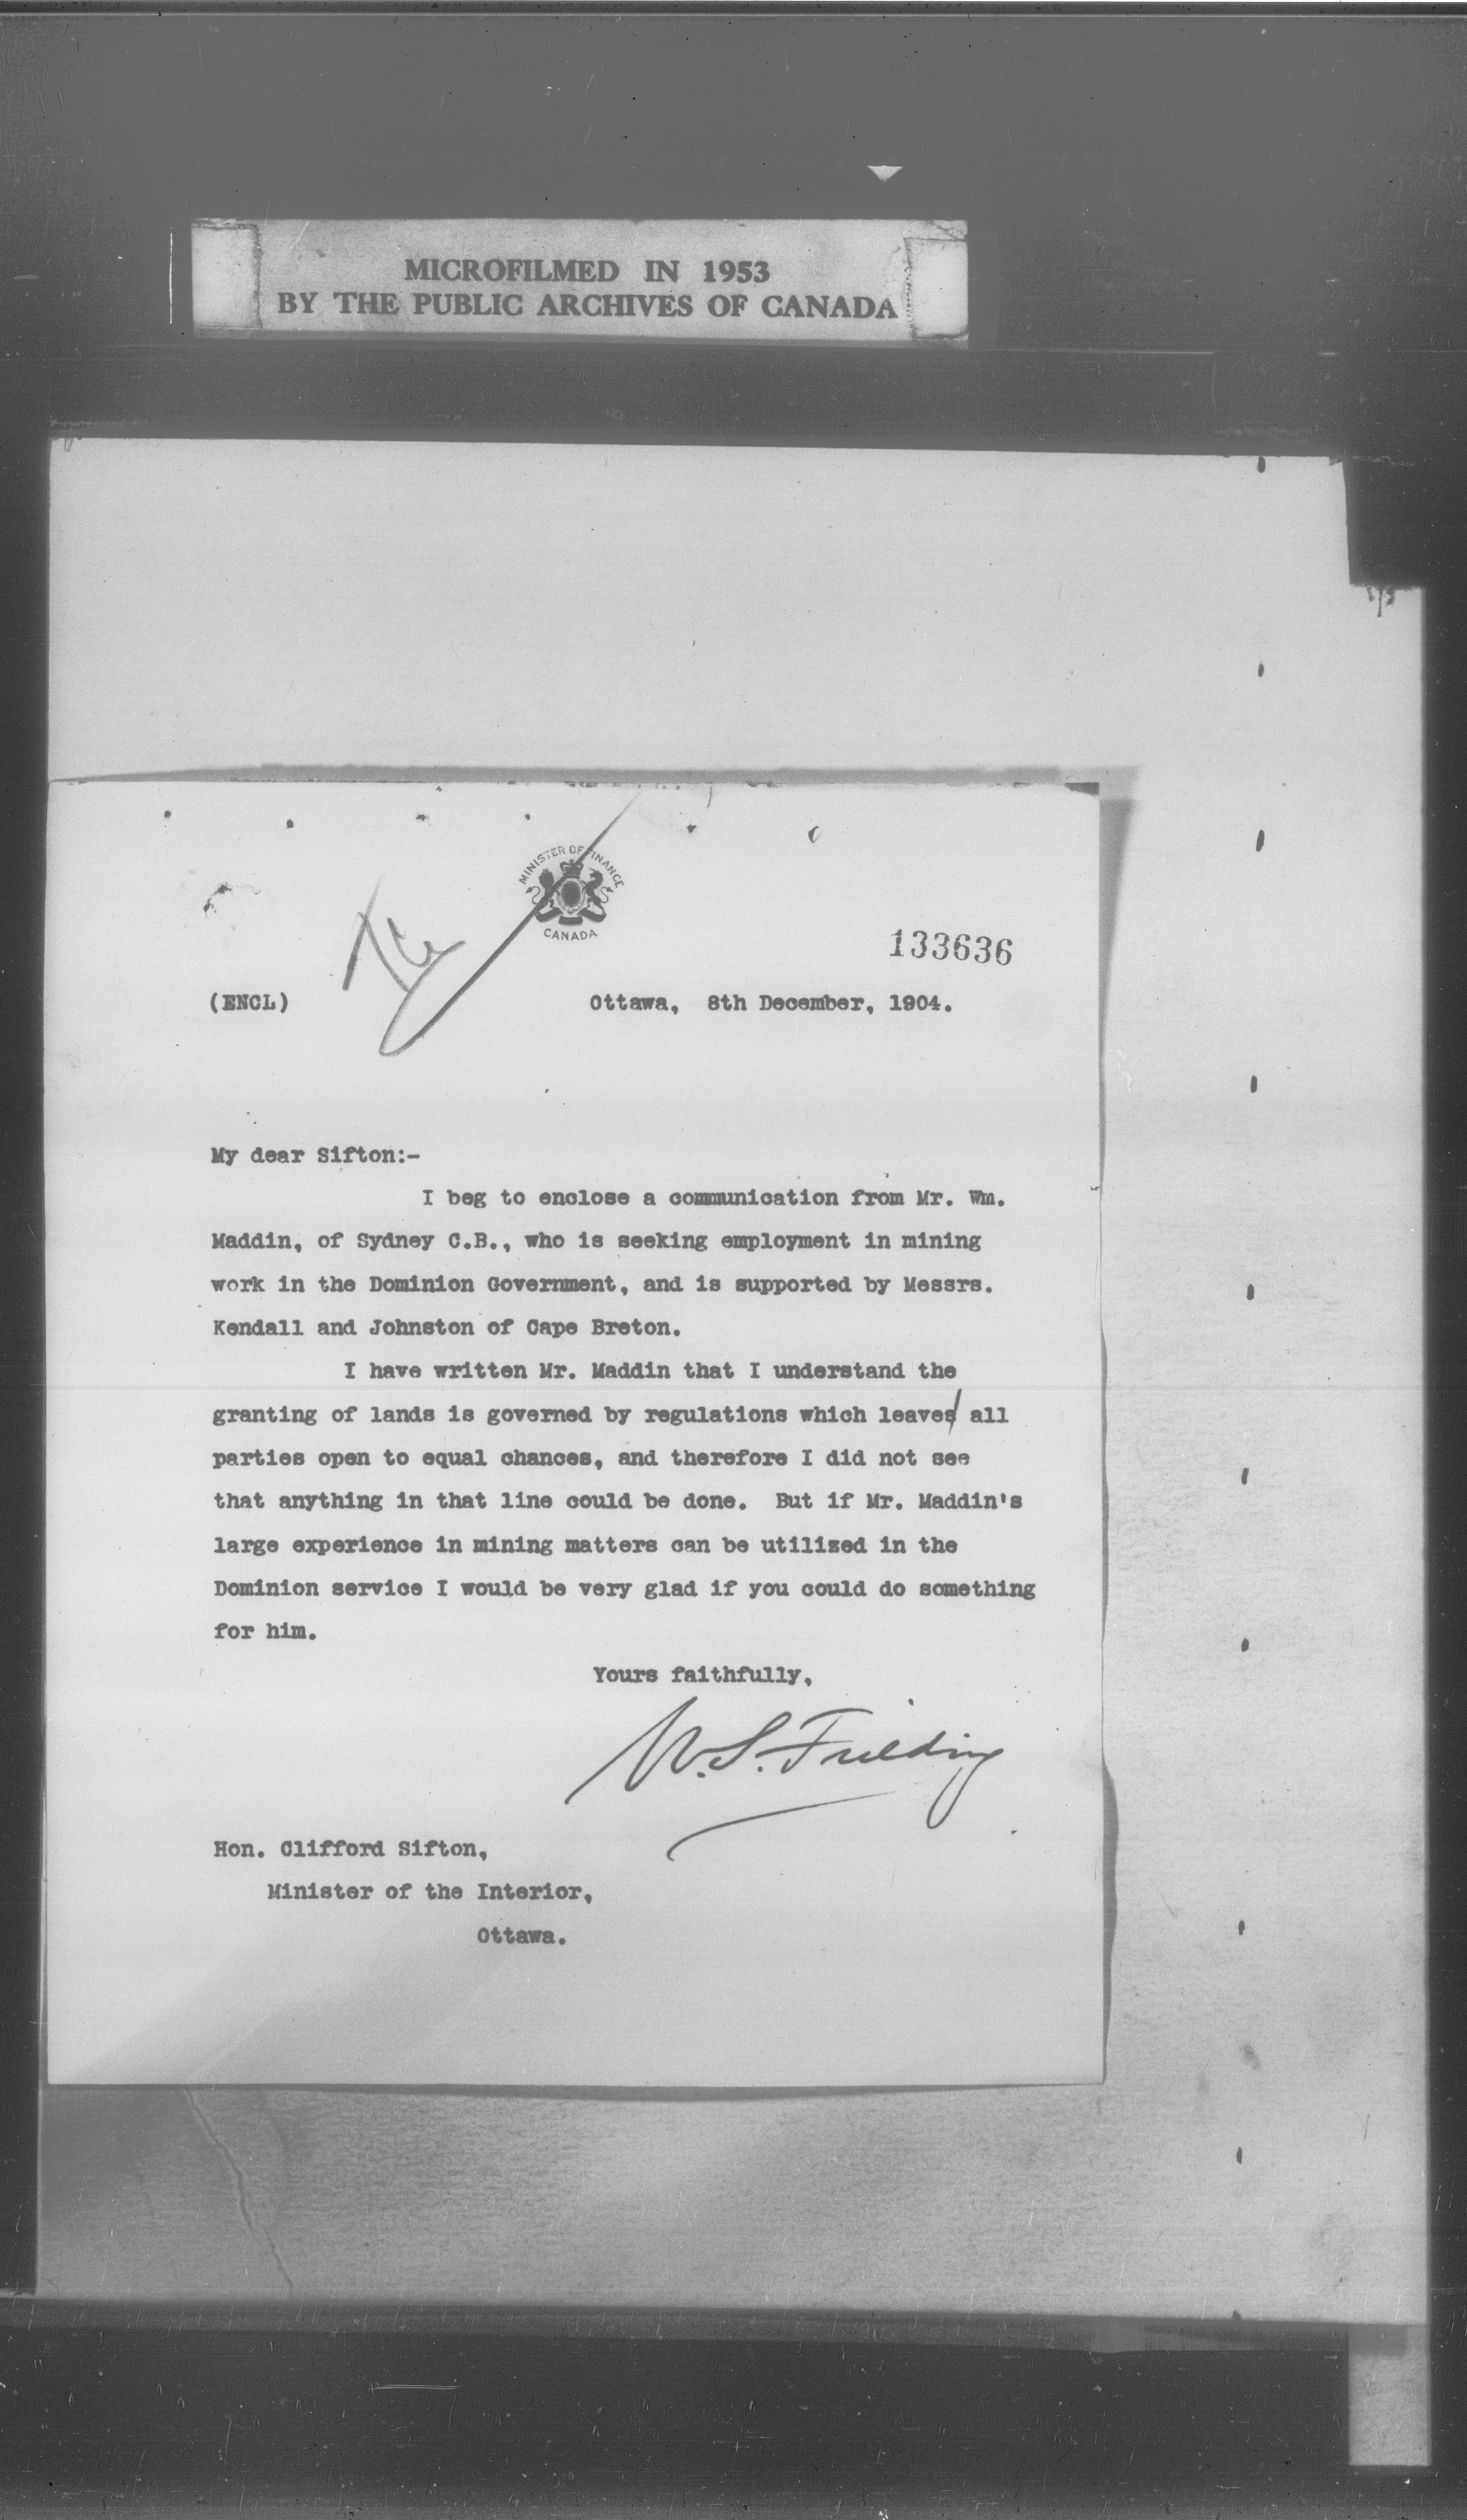 MICROFILMED IN 1953
BY THE PUBLIC ARCHIVES OF CANADA
MINISTER OF FINANCE
CANADA
133636
(ENCL) Ottawa, 8th December, 1904.
My dear Sifton:-
I beg to enclose a communication from Mr. Wm.
Maddin, of Sydney C.B., who is seeking employment in mining
work in the Dominion Government, and is supported by Messrs.
Kendall and Johnston of Cape Breton.
I have written Mr. Maddin that I understand the
granting of lands is governed by regulations which leaves all
parties open to equal chances, and therefore I did not see
that anything in that line could be done. But if Mr. Maddin's
large experience in mining matters can be utilized in the
Dominion service I would be very glad if you could do something
for him.
Yours faithfully,
W.S. Fielding
Hon. Clifford Sifton,
Minister of the Interior,
Ottawa.